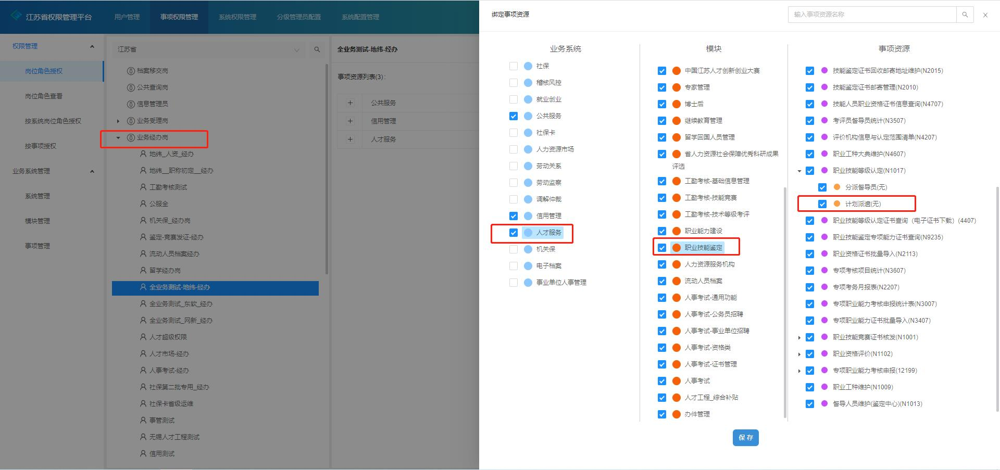 江苏省权限管理平台
用户管理
事项权限管理
系统权限管理
分级管理员配置
系统配置管理
权限管理
岗位角色授权
岗位角色查看
按系统岗位角色授权
按事项授权
业务系统管理
系统管理
模块管理
事项管理
江苏省
档案移交岗
公共查询岗
信息管理员
业务受理岗
业务经办岗
地纬_人资_经办
地纬__职称初定__经办
工勤考核测试
公服全
机关保_经办岗
鉴定-竞赛发证-经办
流动人员档案经办
留学经办岗
全业务测试-地纬-经办
全业务测试_东软_经办
全业务测试_网新_经办
人才超级权限
人才市场-经办
人事考试-经办
社保第二批专用_经办
社保卡省级运维
事管测试
无锡人才工程测试
信用测试
全业务测试-地纬-经办
事项资源列表(3):
公共服务
信用管理
人才服务
绑定事项资源
输入事项资源名称
业务系统
社保
稽核风控
就业创业
公共服务
社保卡
人力资源市场
劳动关系
劳动监察
调解仲裁
信用管理
人才服务
机关保
电子档案
事业单位人事管理
模块
中国江苏人才创新创业大赛
专家管理
博士后
继续教育管理
留学回国人员管理
省人力资源社会保障优秀科研成果
评选
工勤考核-基础信息管理
工勤考核-技能竞赛
工勤考核-技术等级考评
职业能力建设
职业技能鉴定
人力资源服务机构
流动人员档案
人事考试-通用功能
人事考试-公务员招聘
人事考试-事业单位招聘
人事考试-资格类
人事考试-证书管理
人事考试
人才工程_综合补贴
办件管理
事项资源
技能鉴定证书回收邮寄地址维护(N2015)
技能鉴定证书邮寄管理(N2010)
技能人员职业资格证书信息查询(N4707)
考评员督导员统计(N3507)
评价机构信息与认定范围清单(N4207)
职业工种大典维护(N4607)
职业技能等级认定(N1017)
分派督导员(无)
计划派遣(无)
职业技能等级认定证书查询（电子证书下载）(4407)
职业技能鉴定专项能力证书查询(N9235)
职业资格证书批量导入(N2113)
专项考核项目统计(N3607)
专项考务月报表(N2207)
专项职业能力考核申报统计表(N3007)
专项职业能力证书批量导入(N3407)
职业技能竞赛证书核发(N1001)
职业资格评价(N1102)
专项职业能力考核申报(12199)
职业工种维护(N1009)
督导人员维护(鉴定中心)(N1013)
保 存